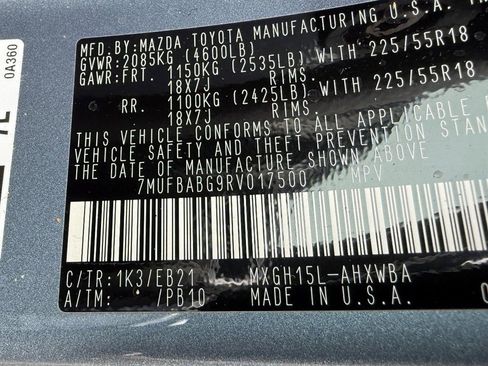 MFD. BY: MAZDA TOYOTA MANUFACTURING U.S.A.
GVWR: 2085KG (4600LB)
GAWR: FRT. 1150KG (2535LB) WITH 225/55R18
18X7J RIMS,
RR. 1100KG (2425LB) WITH 225/55R18
18X7J RIMS,
THIS VEHICLE CONFORMS TO ALL APPLICABLE
VEHICLE SAFETY AND THEFT PREVENTION
THE DATE OF MANUFACTURE SHOWN ABOVE
7MUFBABG9RV017500 MPV
C/TR: 1K3/EB21 MXGH15L-AHXWBA
A/TM: /PB10 MADE IN U.S.A.
0A360